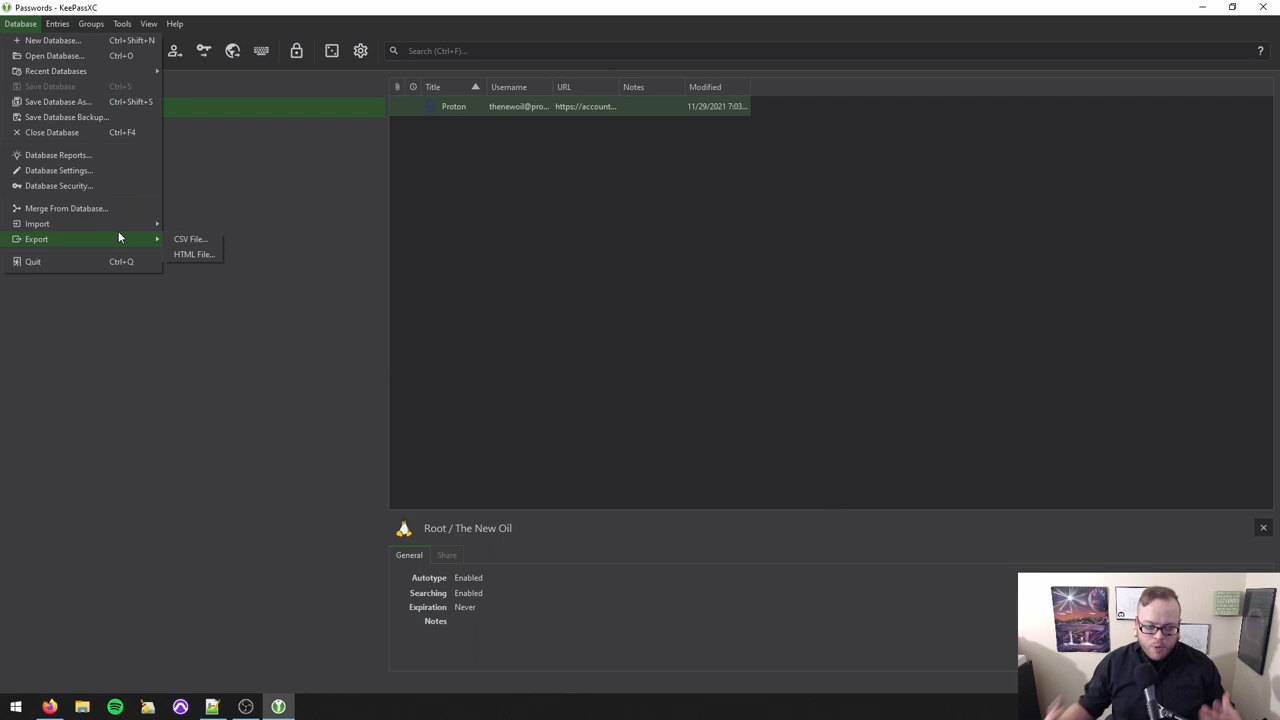 Passwords - KeePassXC
Database Entries Groups Tools View Help
New Database... Ctrl+Shift+N
Open Database... Ctrl+O
Recent Databases
Save Database Ctrl+S
Save Database As... Ctrl+Shift+S
Save Database Backup...
Close Database Ctrl+F4
Database Reports...
Database Settings...
Database Security...
Merge From Database...
Import
Export
Quit Ctrl+Q
CSV File...
HTML File...
Search (Ctrl+F)...
?
Title Username URL Notes Modified
Proton thenewoil@pro... https://account... 11/29/2021 7:03...
Root / The New Oil
General Share
Autotype Enabled
Searching Enabled
Expiration Never
Notes